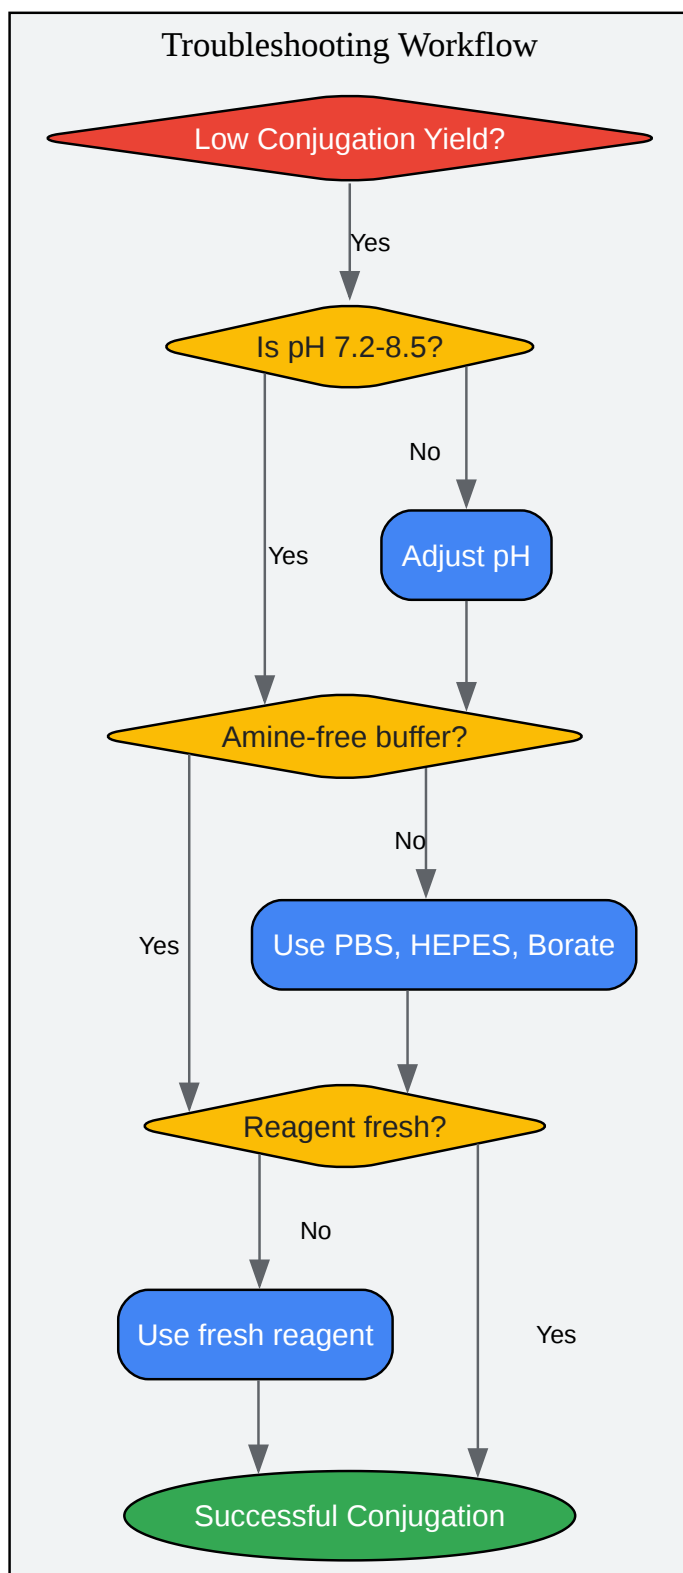 Troubleshooting Workflow
Low Conjugation Yield?
Yes
Is pH 7.2-8.5?
No
Yes
Adjust pH
Amine-free buffer?
No
Yes
Use PBS, HEPES, Borate
Reagent fresh?
No
Yes
Use fresh reagent
Successful Conjugation